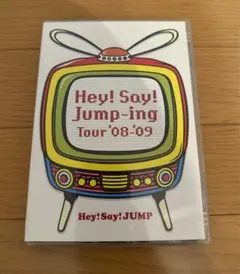 Hey! Say!
Jump-ing
Tour '08-'09
Hey! Say! JUMP